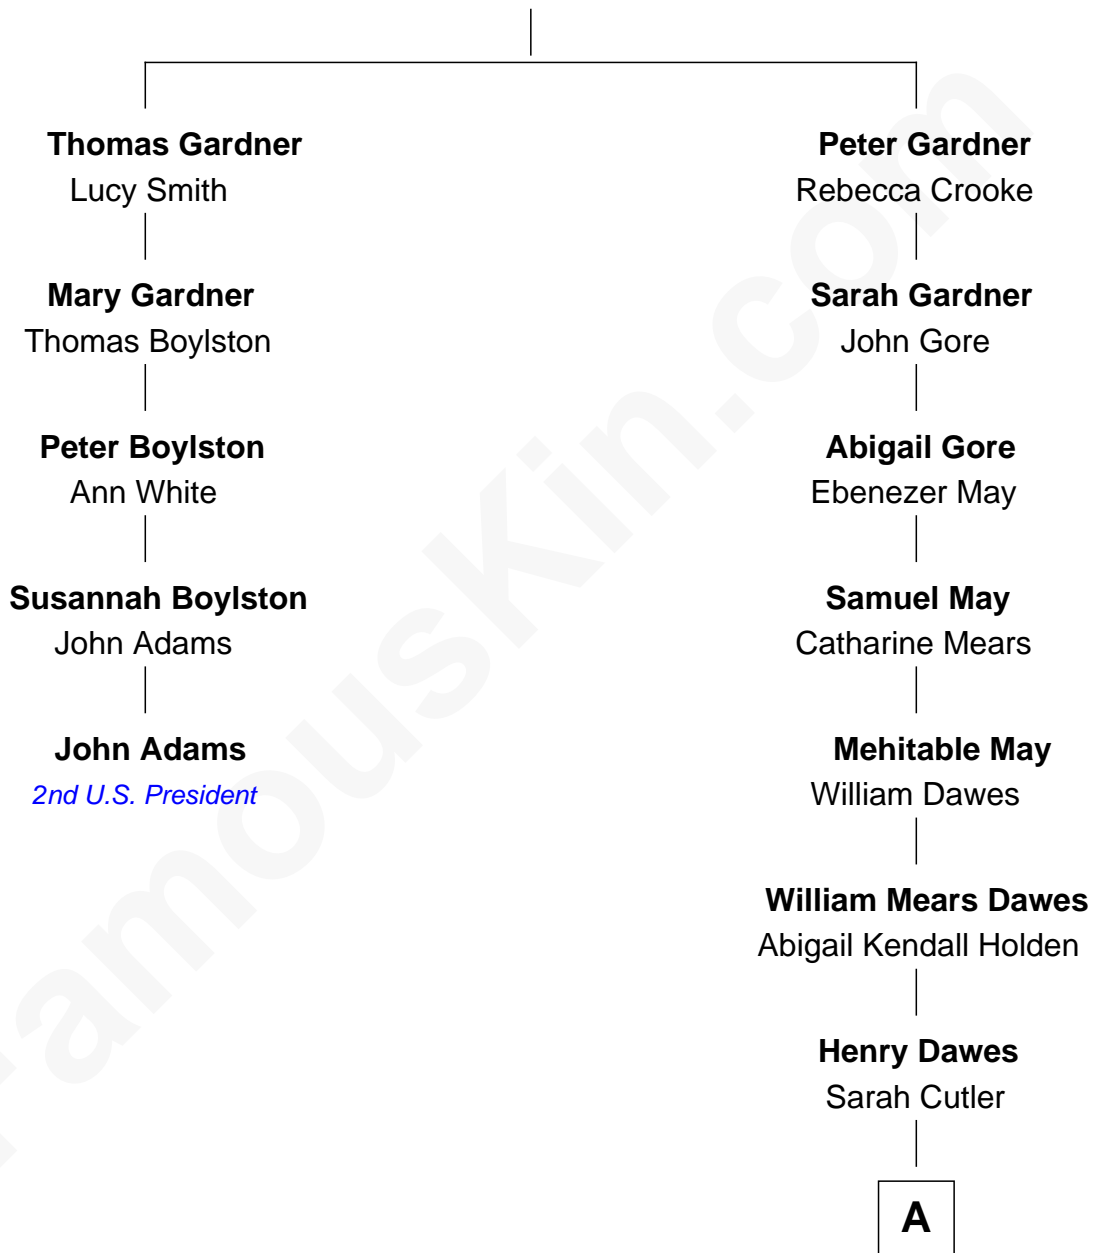 Thomas Gardner
Lucy Smith
Mary Gardner
Thomas Boylston
Peter Boylston
Ann White
Susannah Boylston
John Adams
John Adams
2nd U.S. President
Peter Gardner
Rebecca Crooke
Sarah Gardner
John Gore
Abigail Gore
Ebenezer May
Samuel May
Catharine Mears
Mehitable May
William Dawes
William Mears Dawes
Abigail Kendall Holden
Henry Dawes
Sarah Cutler
A
FamousKin.com